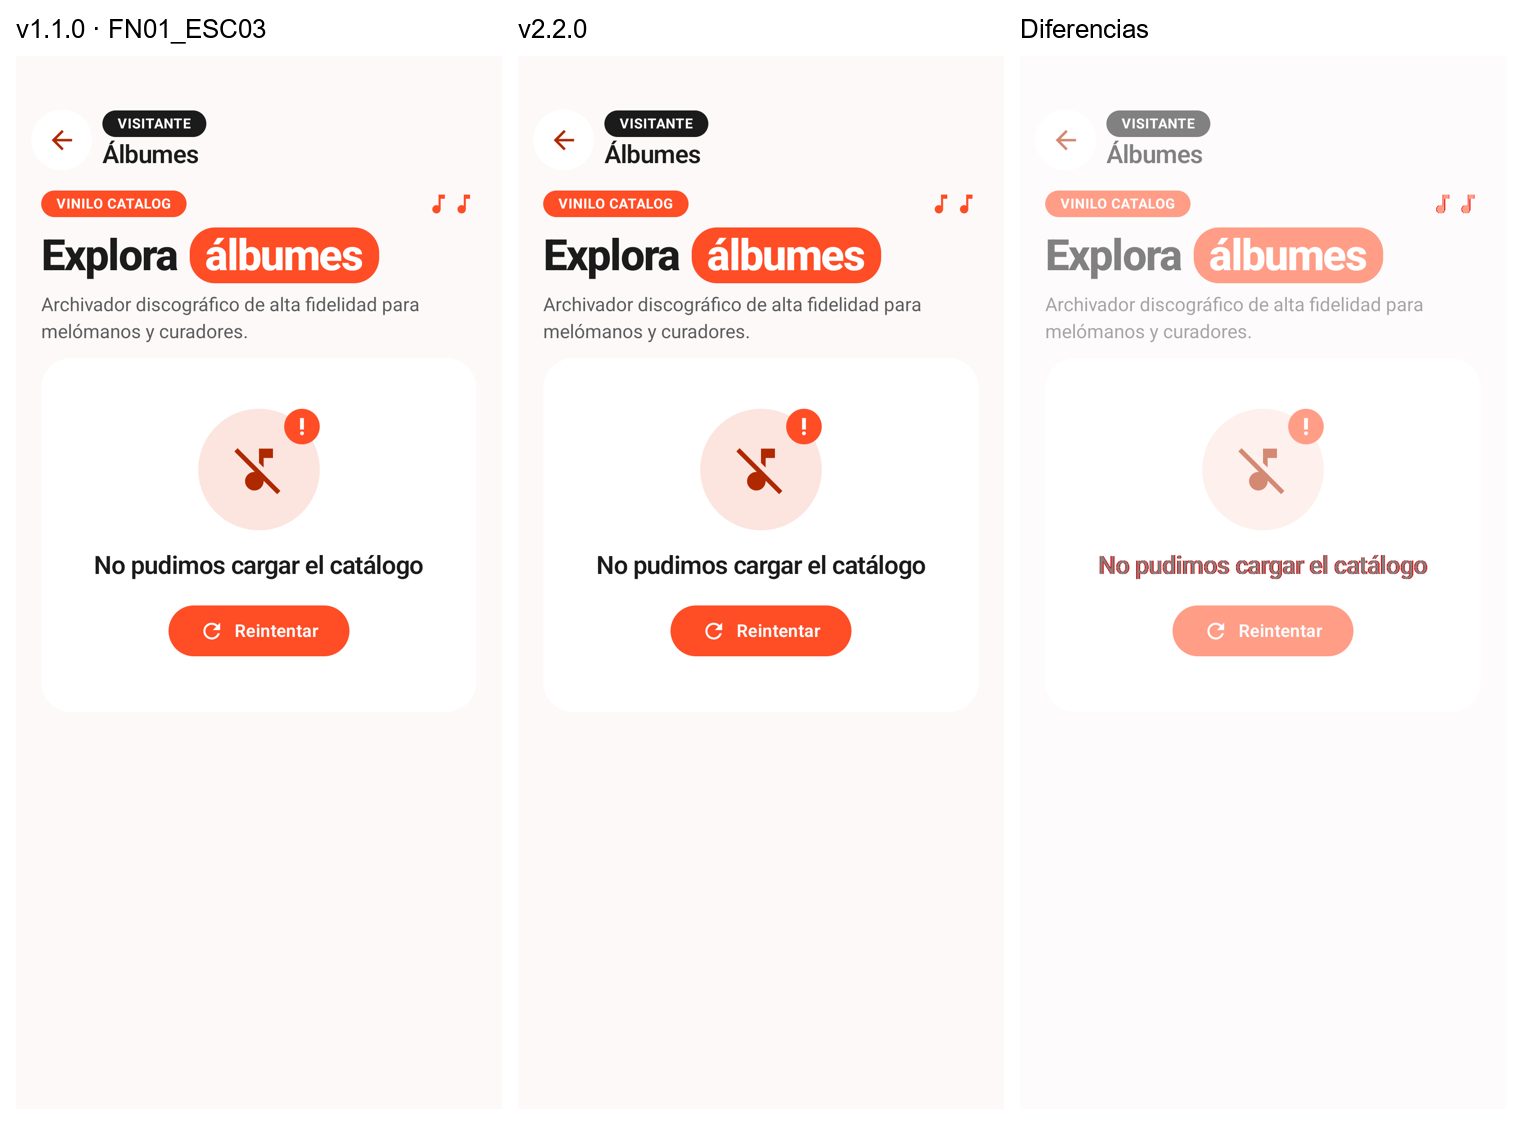 v1.1.0 · FN01_ESC03
VISITANTE
Álbumes
VINILO CATALOG
Explora álbumes
Archivador discográfico de alta fidelidad para
melómanos y curadores.
!
No pudimos cargar el catálogo
Reintentar
v2.2.0
VISITANTE
Álbumes
VINILO CATALOG
Explora álbumes
Archivador discográfico de alta fidelidad para
melómanos y curadores.
!
No pudimos cargar el catálogo
Reintentar
Diferencias
VISITANTE
Álbumes
VINILO CATALOG
Explora álbumes
Archivador discográfico de alta fidelidad para
melómanos y curadores.
!
No pudimos cargar el catálogo
Reintentar